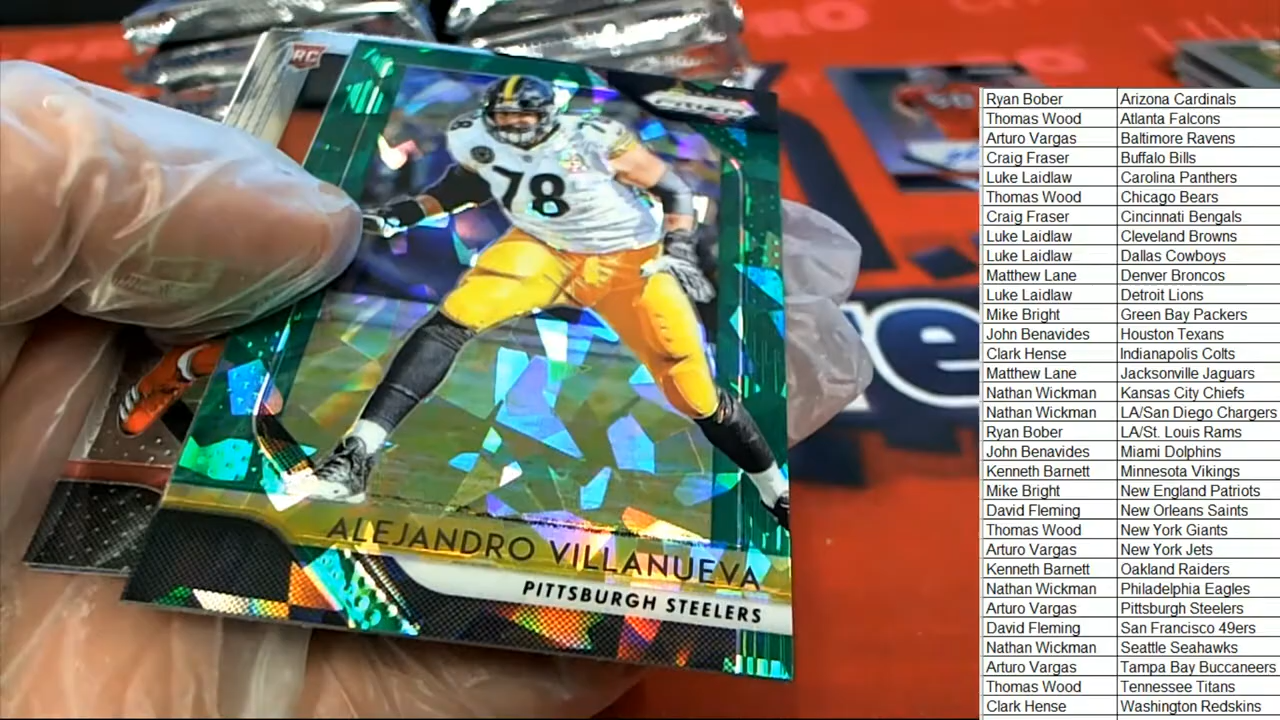 RC
PRIZM
78
78
ALEJANDRO VILLANUEVA
PITTSBURGH STEELERS
Ryan Bober Arizona Cardinals
Thomas Wood Atlanta Falcons
Arturo Vargas Baltimore Ravens
Craig Fraser Buffalo Bills
Luke Laidlaw Carolina Panthers
Thomas Wood Chicago Bears
Craig Fraser Cincinnati Bengals
Luke Laidlaw Cleveland Browns
Luke Laidlaw Dallas Cowboys
Matthew Lane Denver Broncos
Luke Laidlaw Detroit Lions
Mike Bright Green Bay Packers
John Benavides Houston Texans
Clark Hense Indianapolis Colts
Matthew Lane Jacksonville Jaguars
Nathan Wickman Kansas City Chiefs
Nathan Wickman LA/San Diego Chargers
Ryan Bober LA/St. Louis Rams
John Benavides Miami Dolphins
Kenneth Barnett Minnesota Vikings
Mike Bright New England Patriots
David Fleming New Orleans Saints
Thomas Wood New York Giants
Arturo Vargas New York Jets
Kenneth Barnett Oakland Raiders
Nathan Wickman Philadelphia Eagles
Arturo Vargas Pittsburgh Steelers
David Fleming San Francisco 49ers
Nathan Wickman Seattle Seahawks
Arturo Vargas Tampa Bay Buccaneers
Thomas Wood Tennessee Titans
Clark Hense Washington Redskins